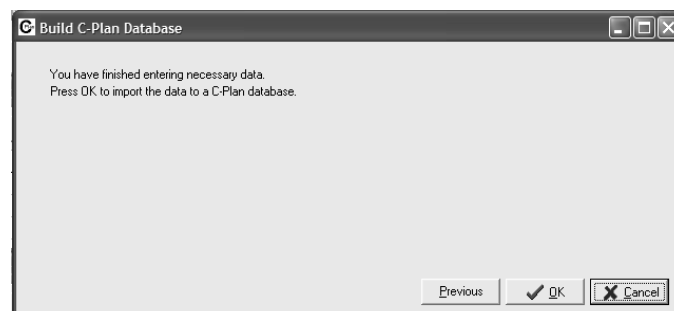 C- Build C-Plan Database
You have finished entering necessary data.
Press OK to import the data to a C-Plan database.
Previous OK Cancel